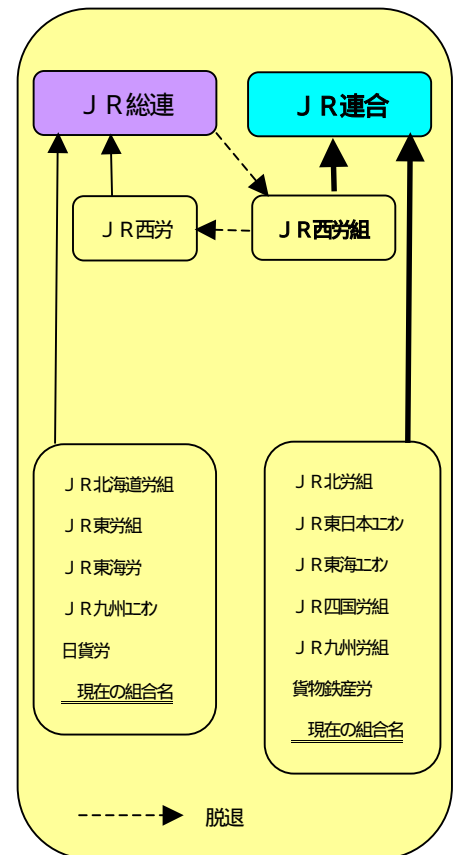 ＪＲ総連
ＪＲ連合
ＪＲ西労
ＪＲ西労組
ＪＲ北海道労組
ＪＲ東労組
ＪＲ東海労
ＪＲ九州ﾕﾆｵﾝ
日貨労
現在の組合名
ＪＲ北労組
ＪＲ東日本ﾕﾆｵﾝ
ＪＲ東海ﾕﾆｵﾝ
ＪＲ四国労組
ＪＲ九州労組
貨物鉄産労
現在の組合名
脱退